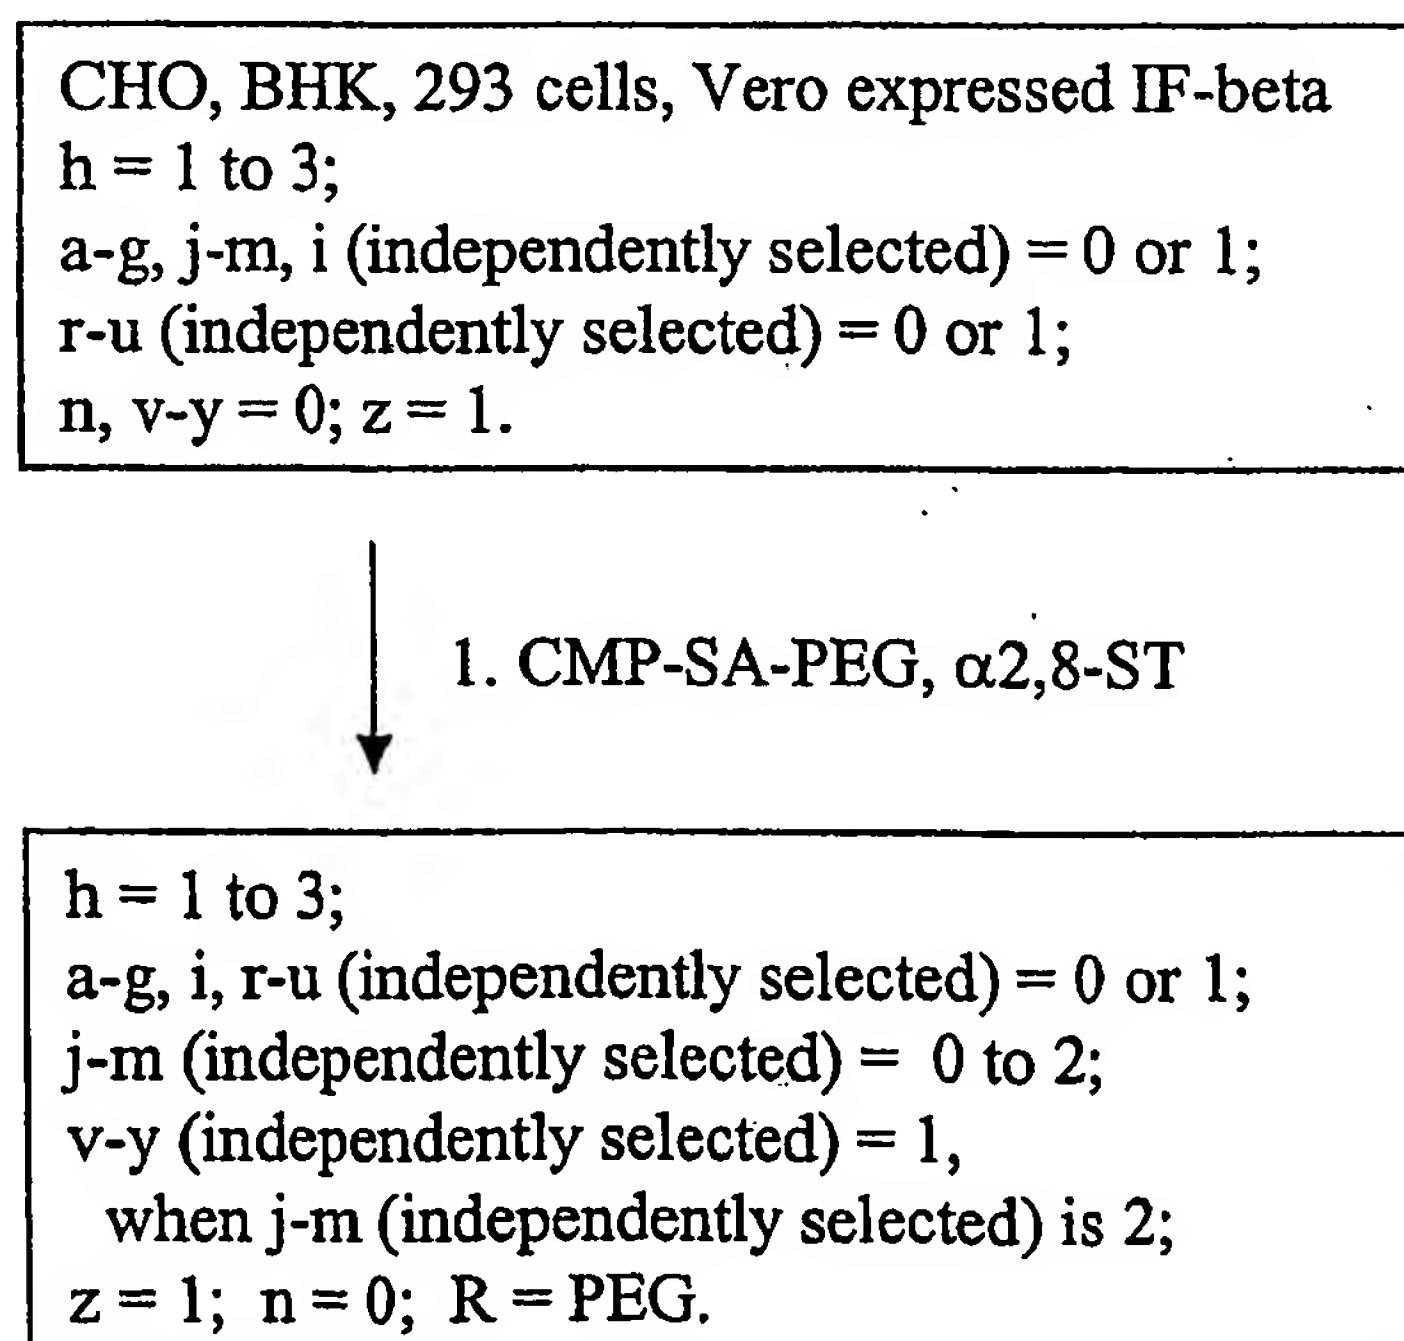 CHO, BHK, 293 cells, Vero expressed IF-beta
h = 1 to 3;
a-g, j-m, i (independently selected) = 0 or 1;
r-u (independently selected) = 0 or 1;
n, v-y = 0; z = 1.
1. CMP-SA-PEG, α2,8-ST
h = 1 to 3;
a-g, i, r-u (independently selected) = 0 or 1;
j-m (independently selected) = 0 to 2;
v-y (independently selected) = 1,
when j-m (independently selected) is 2;
z = 1; n = 0; R = PEG.